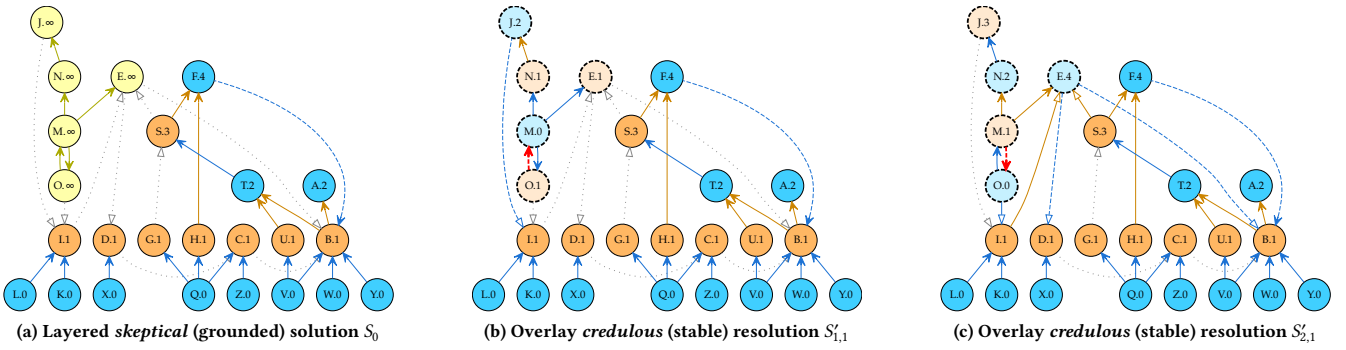 J.∞
N.∞ E.∞ F.4
M.∞ S.3
O.∞ T.2 A.2
I.1 D.1 G.1 H.1 C.1 U.1 B.1
L.0 K.0 X.0 Q.0 Z.0 V.0 W.0 Y.0
(a) Layered skeptical (grounded) solution S₀
J.2
N.1 E.1 F.4
M.0 S.3
O.1 T.2 A.2
I.1 D.1 G.1 H.1 C.1 U.1 B.1
L.0 K.0 X.0 Q.0 Z.0 V.0 W.0 Y.0
(b) Overlay credulous (stable) resolution S′₁,₁
J.3
N.2 E.4 F.4
M.1 S.3
O.0 T.2 A.2
I.1 D.1 G.1 H.1 C.1 U.1 B.1
L.0 K.0 X.0 Q.0 Z.0 V.0 W.0 Y.0
(c) Overlay credulous (stable) resolution S′₂,₁